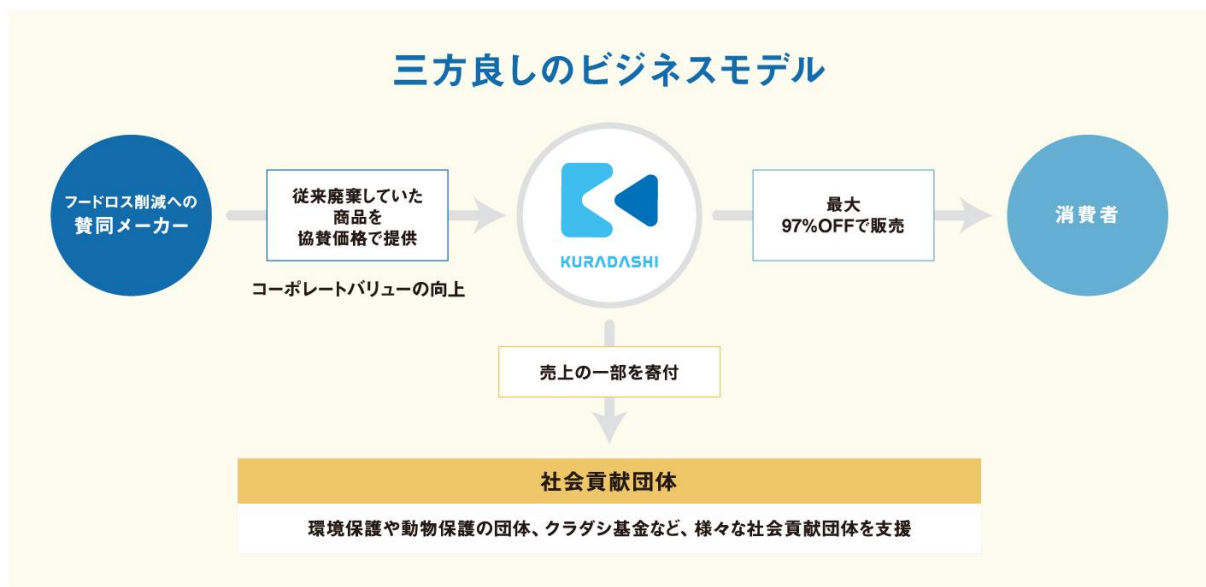 三方良しのビジネスモデル
フードロス削減への
賛同メーカー
従来廃棄していた
商品を
協賛価格で提供
コーポレートバリューの向上
KURADASHI
最大
97%OFFで販売
消費者
売上の一部を寄付
社会貢献団体
環境保護や動物保護の団体、クラダシ基金など、様々な社会貢献団体を支援